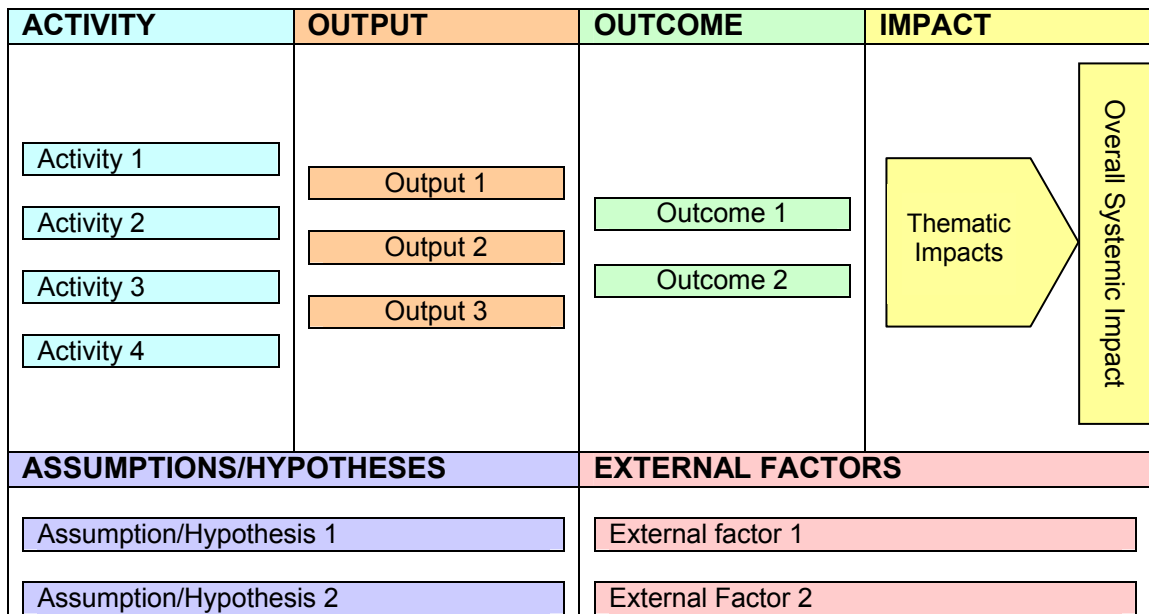 ACTIVITY
OUTPUT
OUTCOME
IMPACT
Activity 1
Activity 2
Activity 3
Activity 4
Output 1
Output 2
Output 3
Outcome 1
Outcome 2
Thematic
Impacts
Overall Systemic Impact
ASSUMPTIONS/HYPOTHESES
Assumption/Hypothesis 1
Assumption/Hypothesis 2
EXTERNAL FACTORS
External factor 1
External Factor 2